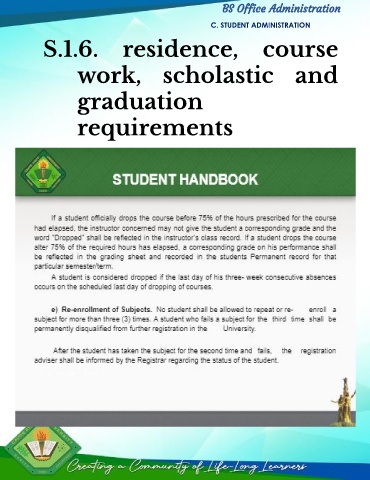 BS Office Administration
C. STUDENT ADMINISTRATION
S.1.6. residence, course
work, scholastic and
graduation
requirements
STUDENT HANDBOOK
If a student officially drops the course before 75% of the hours prescribed for the course
had elapsed, the instructor concerned may not give the student a corresponding grade and the
word "Dropped" shall be reflected in the instructor's class record. If a student drops the course
after 75% of the required hours has elapsed, a corresponding grade on his performance shall
be reflected in the grading sheet and recorded in the students Permanent record for that
particular semester/term.
A student is considered dropped if the last day of his three- week consecutive absences
occurs on the scheduled last day of dropping of courses.
e) Re-enrollment of Subjects. No student shall be allowed to repeat or re- enroll a
subject for more than three (3) times. A student who fails a subject for the third time shall be
permanently disqualified from further registration in the University.
After the student has taken the subject for the second time and fails, the registration
adviser shall be informed by the Registrar regarding the status of the student.
Creating a Community of Life-Long Learners